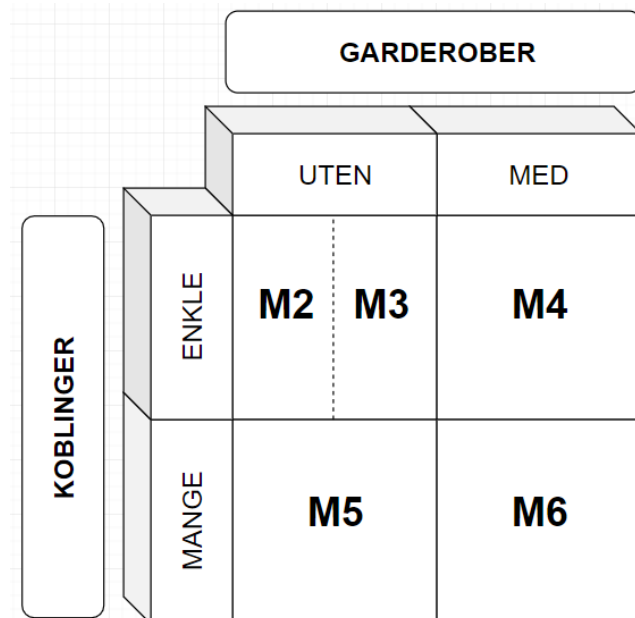 GARDEROBER
UTEN MED
KOBLINGER
ENKLE
M2 M3 M4
MANGE
M5 M6